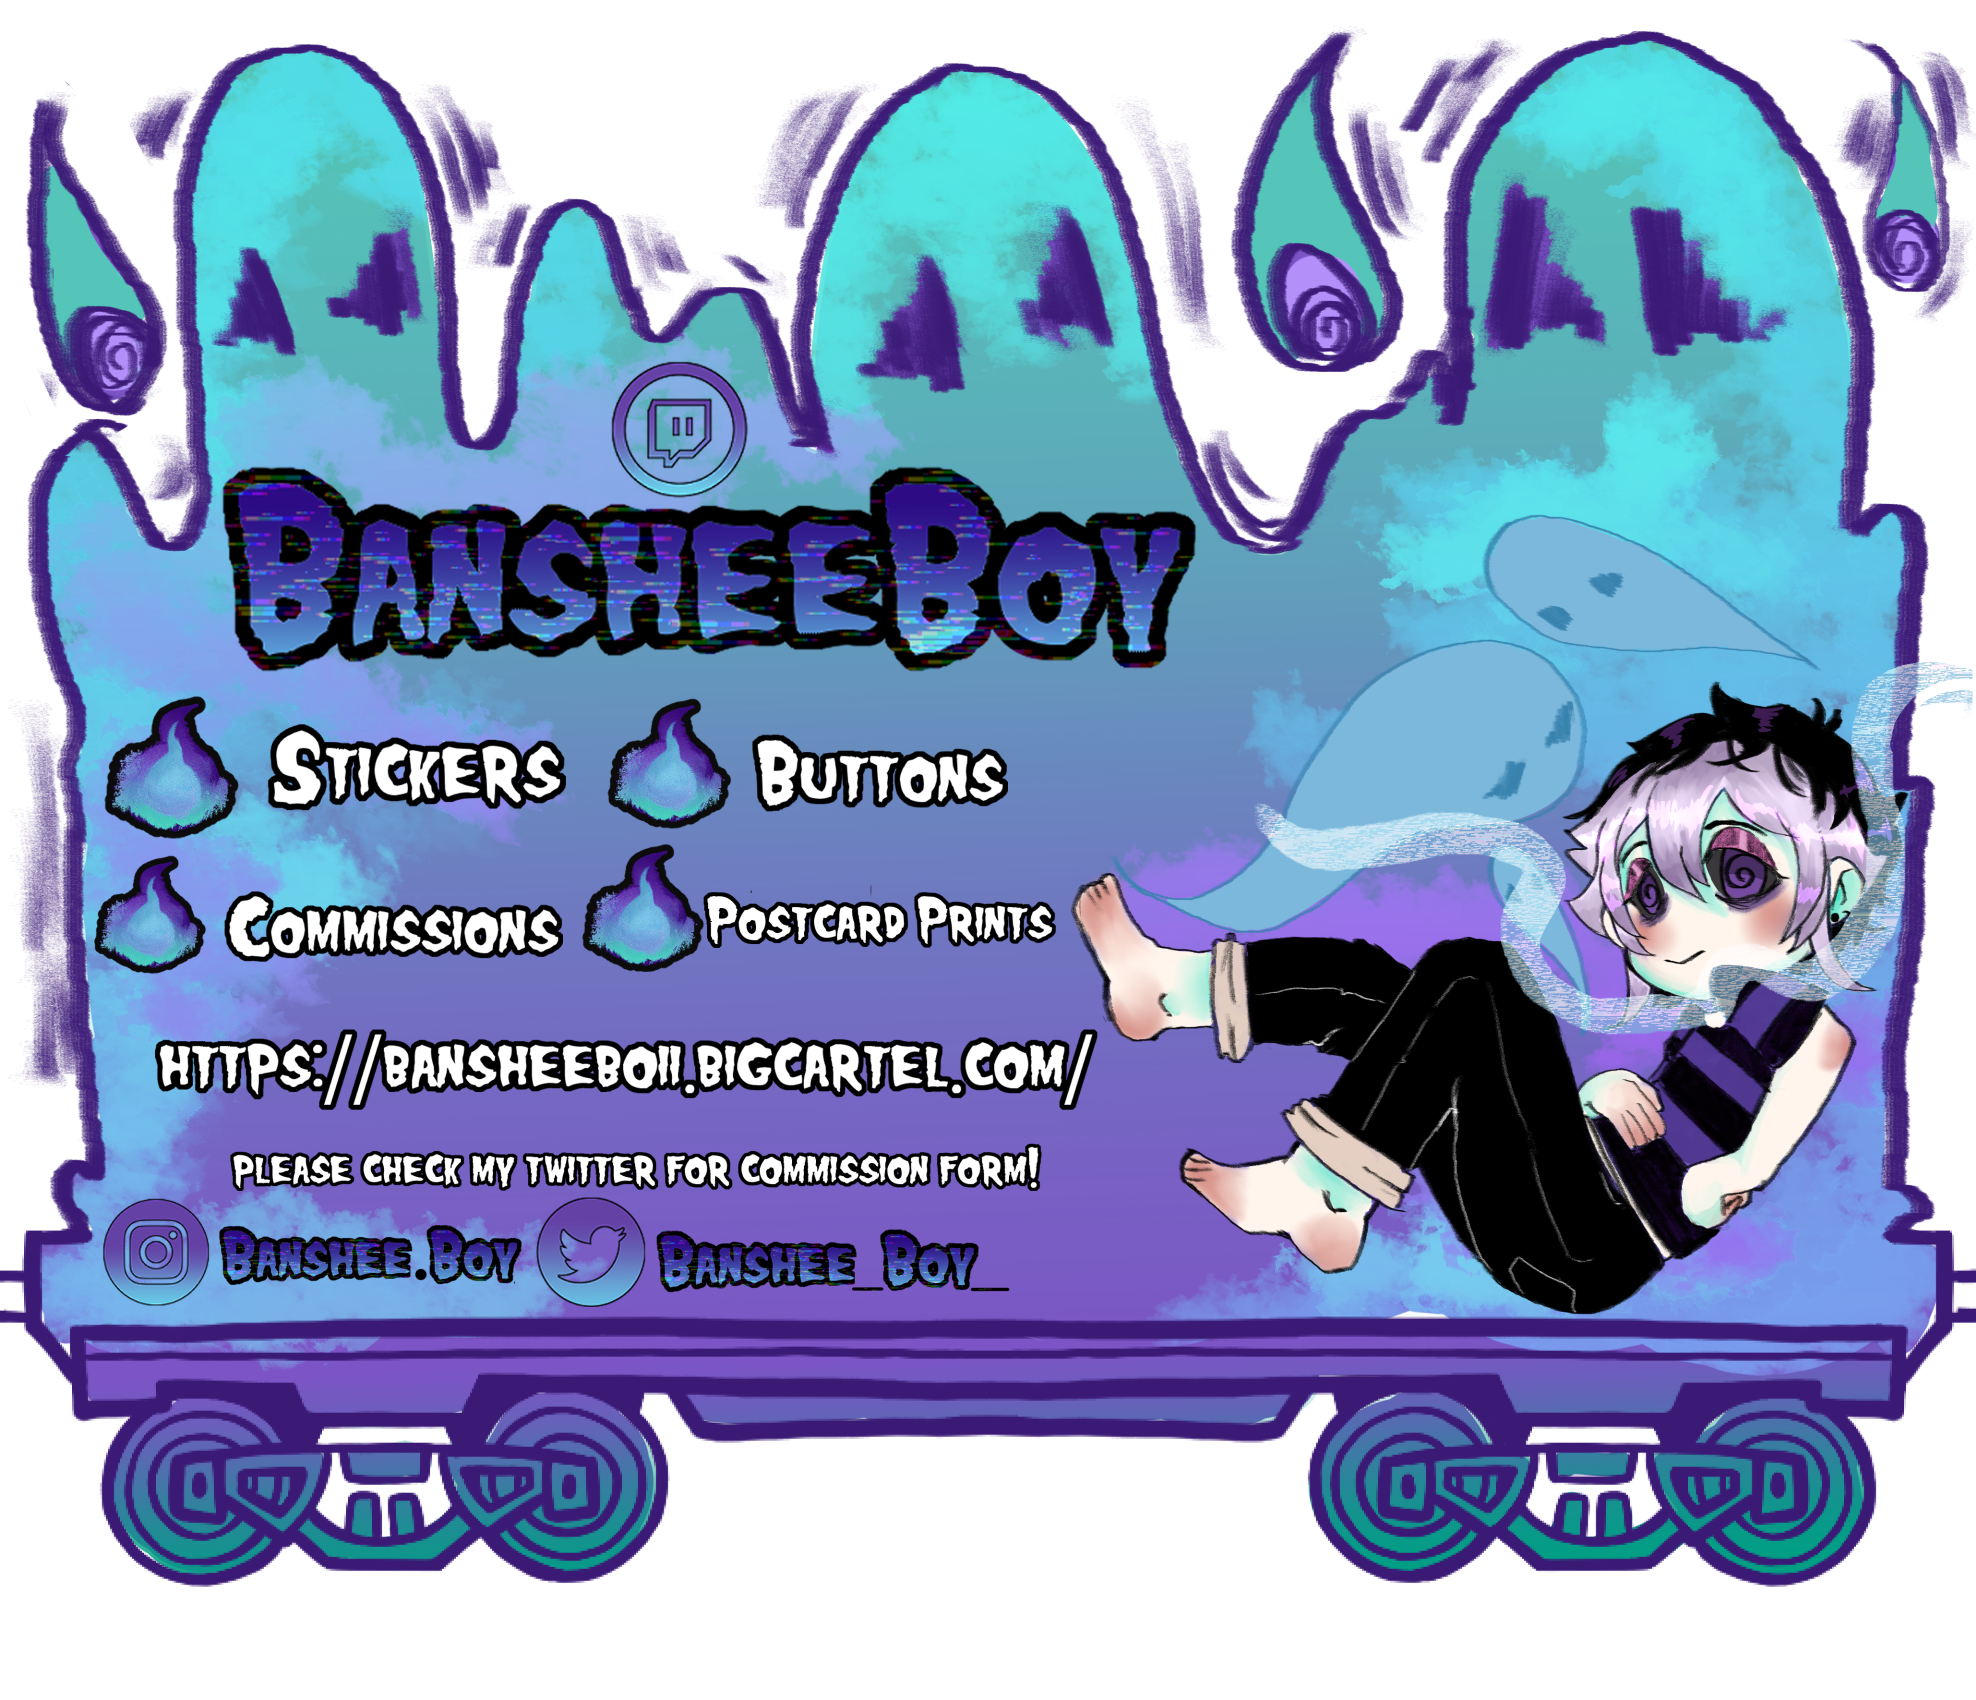 BansheeBoy
Stickers Buttons
Commissions Postcard Prints
https://bansheeboii.bigcartel.com/
please check my twitter for commission form!
Banshee.Boy Banshee_Boy_